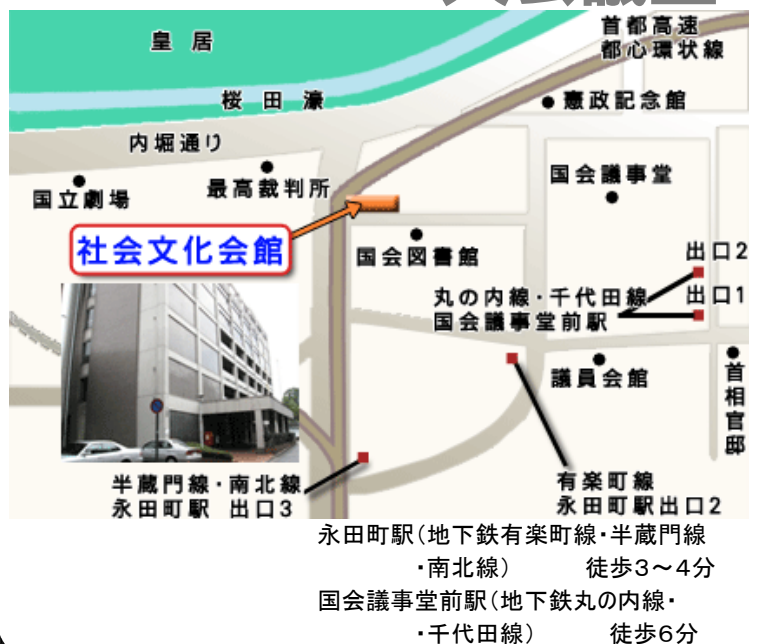 皇居
首都高速
都心環状線
桜田濠
憲政記念館
内堀通り
国立劇場
最高裁判所
国会議事堂
社会文化会館
国会図書館
出口2
丸の内線・千代田線
国会議事堂前駅
出口1
議員会館
首相官邸
半蔵門線・南北線
永田町駅 出口3
有楽町線
永田町駅出口2
永田町駅(地下鉄有楽町線・半蔵門線
・南北線) 徒歩3～4分
国会議事堂前駅(地下鉄丸の内線・
・千代田線) 徒歩6分